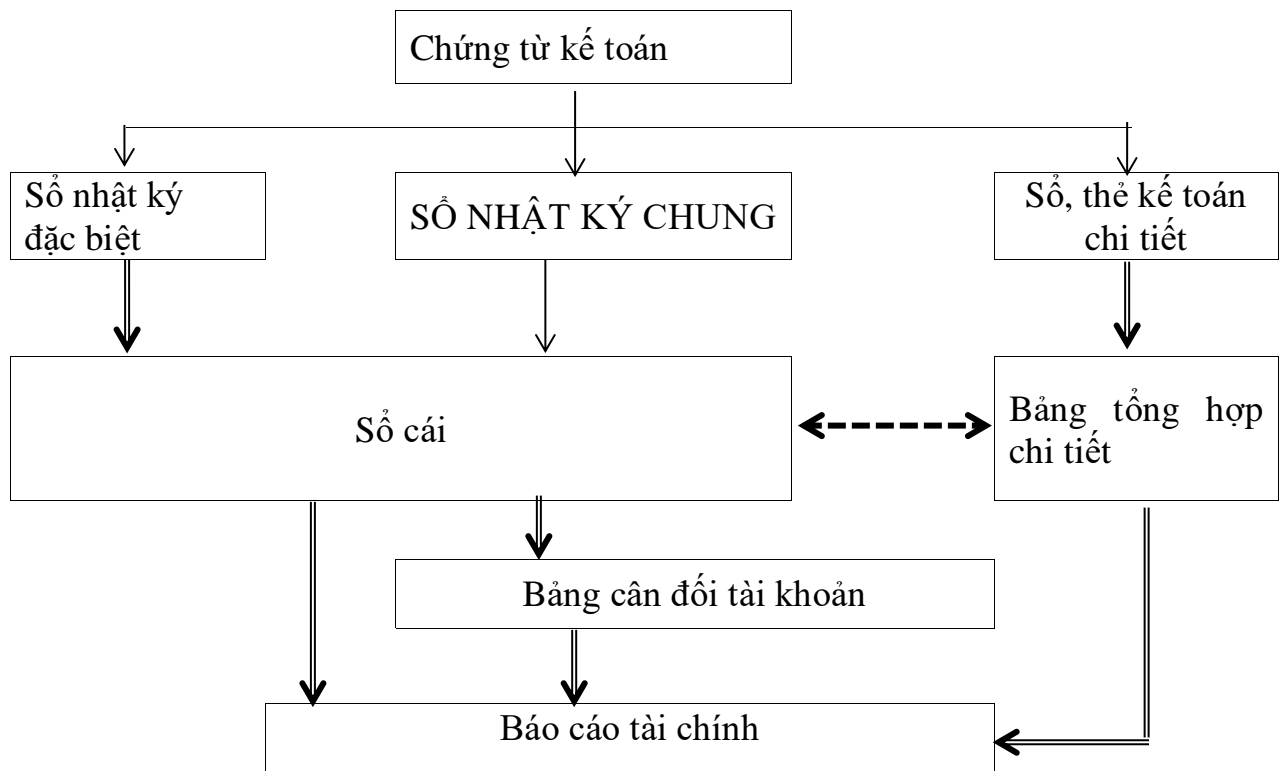 Chứng từ kế toán
Sổ nhật ký
đặc biệt
SỔ NHẬT KÝ CHUNG
Sổ, thẻ kế toán
chi tiết
Sổ cái
Bảng tổng hợp
chi tiết
Bảng cân đối tài khoản
Báo cáo tài chính